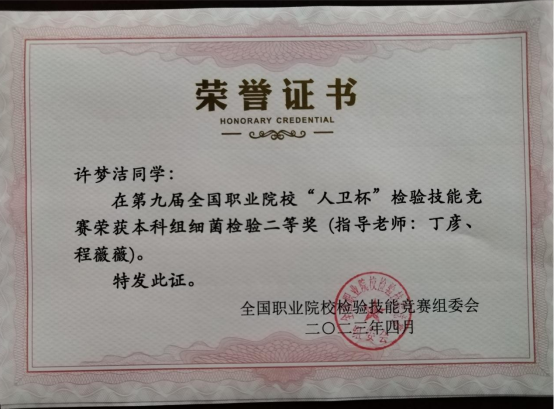 荣誉证书
HONORARY CREDENTIAL
许梦洁同学：
在第九届全国职业院校“人卫杯”检验技能竞
赛荣获本科组细菌检验二等奖 (指导老师：丁彦、
程薇薇)。
特发此证。
全国职业院校检验技能竞赛组委会
二〇二二年四月